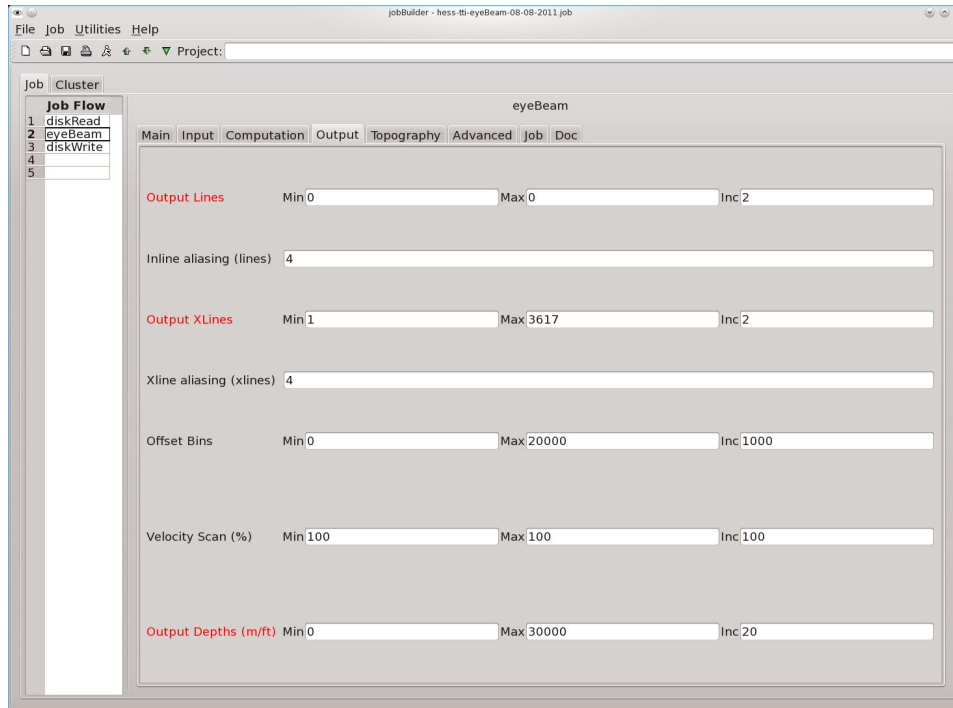 jobBuilder - hess-tti-eyeBeam-08-08-2011.job
File Job Utilities Help
Project:
Job Cluster
Job Flow
eyeBeam
1 diskRead
2 eyeBeam
3 diskWrite
4
5
Main Input Computation Output Topography Advanced Job Doc
Output Lines Min 0 Max 0 Inc 2
Inline aliasing (lines) 4
Output XLines Min 1 Max 3617 Inc 2
Xline aliasing (xlines) 4
Offset Bins Min 0 Max 20000 Inc 1000
Velocity Scan (%) Min 100 Max 100 Inc 100
Output Depths (m/ft) Min 0 Max 30000 Inc 20